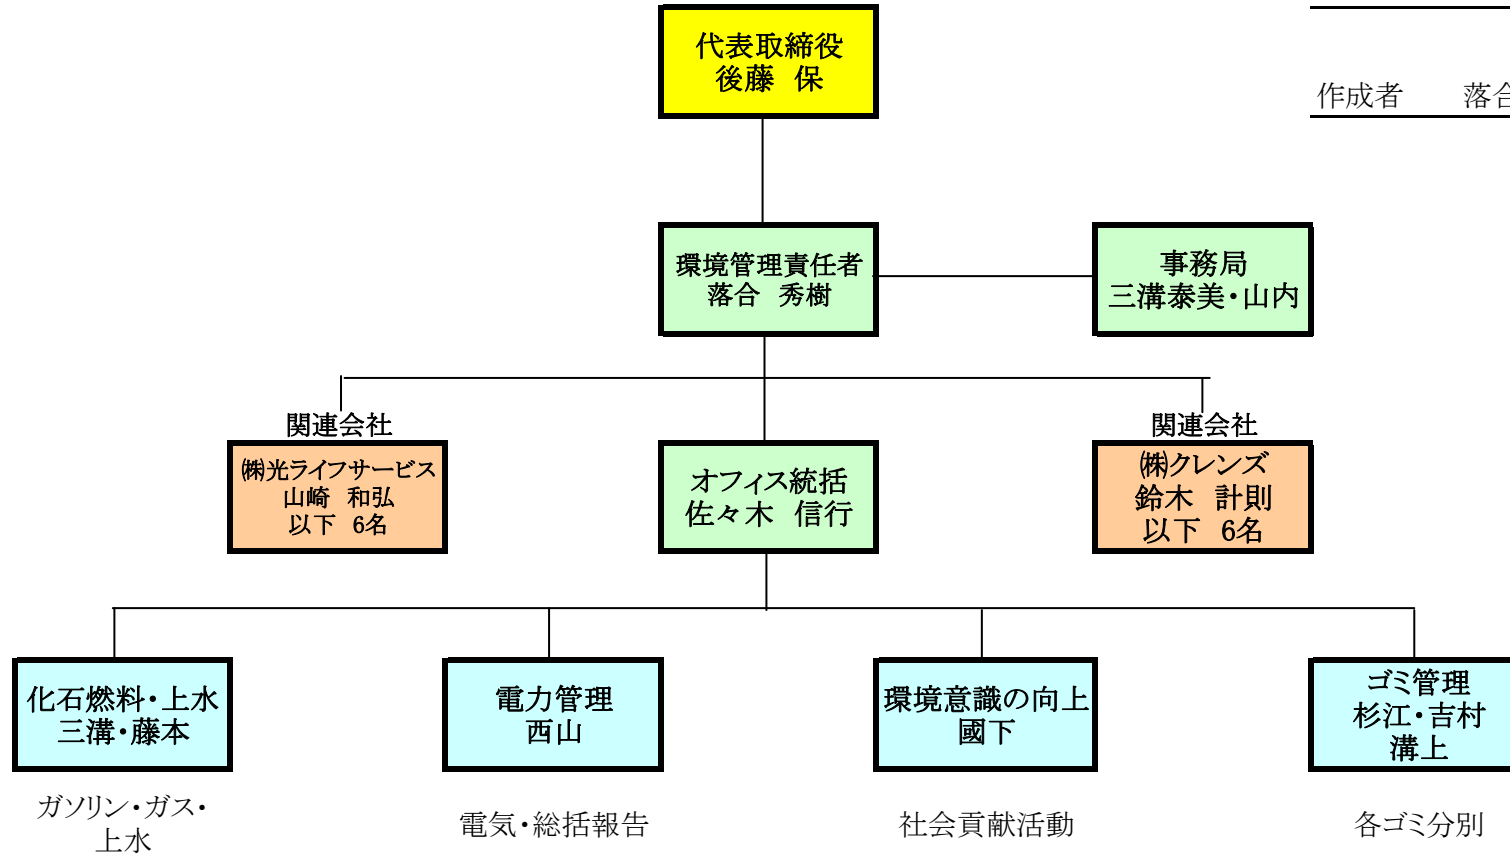 代表取締役
後藤　保
作成者　　落合
環境管理責任者
落合　秀樹
事務局
三溝泰美・山内
関連会社
㈱光ライフサービス
山崎　和弘
以下　6名
オフィス統括
佐々木　信行
関連会社
㈱クレンズ
鈴木　計則
以下　6名
化石燃料・上水
三溝・藤本
電力管理
西山
環境意識の向上
國下
ゴミ管理
杉江・吉村
溝上
ガソリン・ガス・
上水
電気・総括報告
社会貢献活動
各ゴミ分別